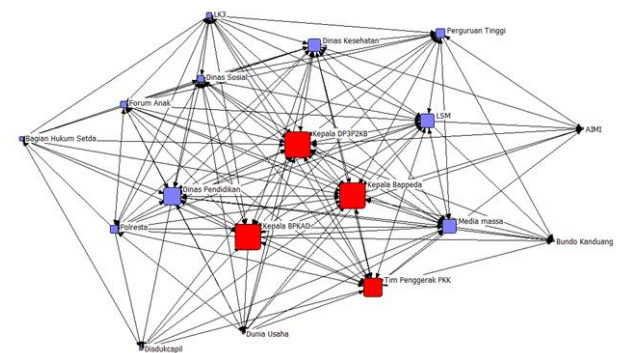 LK3
Perguruan Tinggi
Dinas Kesehatan
Dinas Sosial
Forum Anak
LSM
AIMI
Kepala DP3P2KB
Bagian Hukum Setda
Kepala Bappeda
Dinas Pendidikan
Media massa
Polresta
Kepala BPKAD
Bundo Kanduang
Tim Penggerak PKK
Dunia Usaha
Disdukcapil